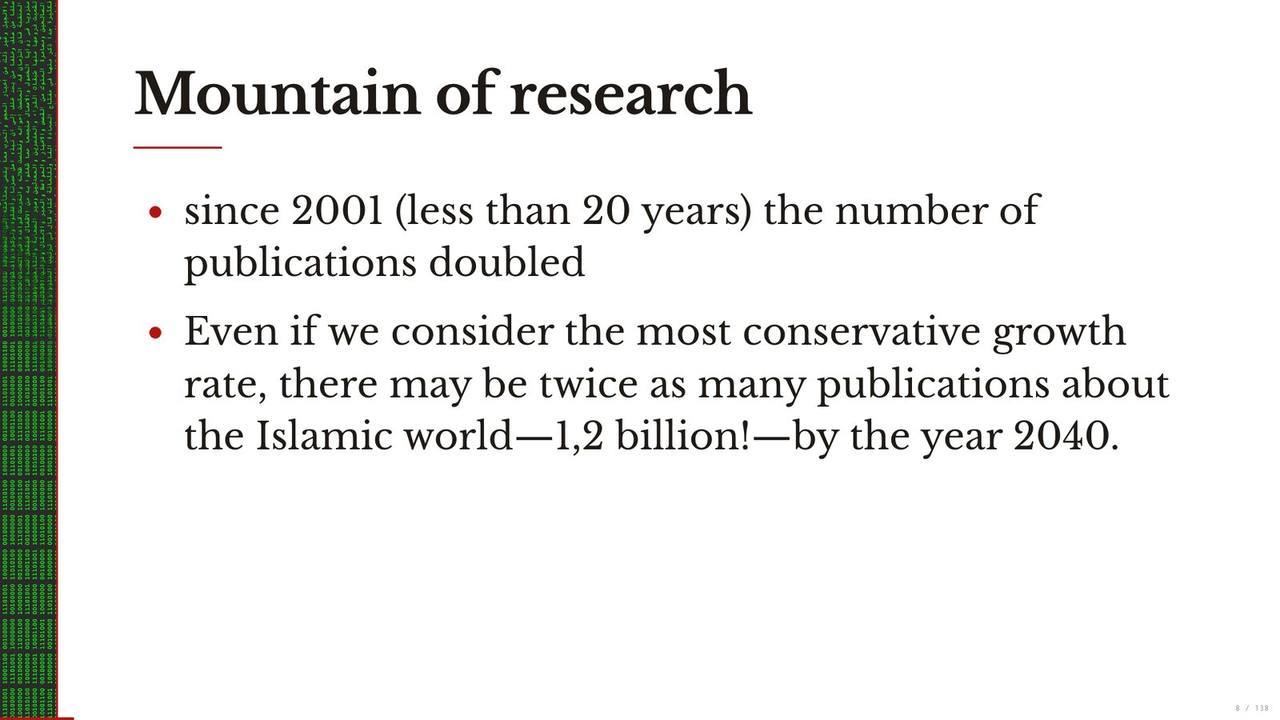 Mountain of research
since 2001 (less than 20 years) the number of
publications doubled
Even if we consider the most conservative growth
rate, there may be twice as many publications about
the Islamic world—1,2 billion!—by the year 2040.
8 / 138